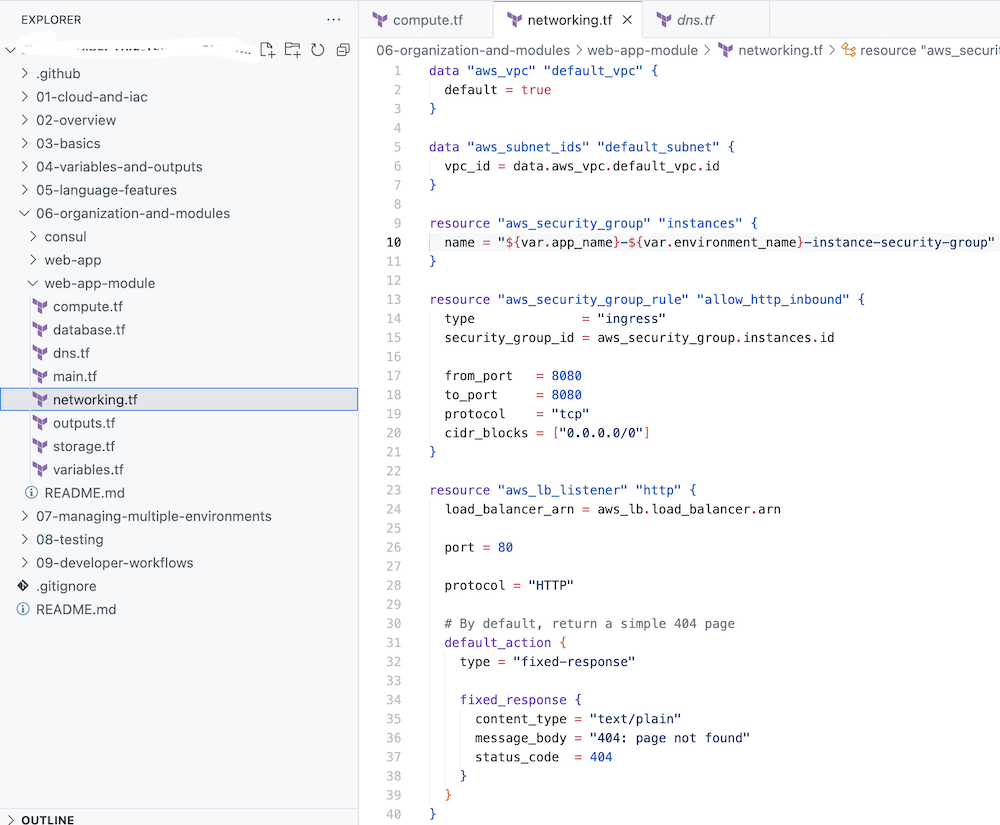 EXPLORER
.github
01-cloud-and-iac
02-overview
03-basics
04-variables-and-outputs
05-language-features
06-organization-and-modules
consul
web-app
web-app-module
compute.tf
database.tf
dns.tf
main.tf
networking.tf
outputs.tf
storage.tf
variables.tf
README.md
07-managing-multiple-environments
08-testing
09-developer-workflows
.gitignore
README.md
OUTLINE
compute.tf networking.tf dns.tf
06-organization-and-modules > web-app-module > networking.tf > resource "aws_securi
1 data "aws_vpc" "default_vpc" {
2   default = true
3 }
4
5 data "aws_subnet_ids" "default_subnet" {
6   vpc_id = data.aws_vpc.default_vpc.id
7 }
8
9 resource "aws_security_group" "instances" {
10   name = "${var.app_name}-${var.environment_name}-instance-security-group"
11 }
12
13 resource "aws_security_group_rule" "allow_http_inbound" {
14   type              = "ingress"
15   security_group_id = aws_security_group.instances.id
16
17   from_port   = 8080
18   to_port     = 8080
19   protocol    = "tcp"
20   cidr_blocks = ["0.0.0.0/0"]
21 }
22
23 resource "aws_lb_listener" "http" {
24   load_balancer_arn = aws_lb.load_balancer.arn
25
26   port = 80
27
28   protocol = "HTTP"
29
30   # By default, return a simple 404 page
31   default_action {
32     type = "fixed-response"
33
34     fixed_response {
35       content_type = "text/plain"
36       message_body = "404: page not found"
37       status_code  = 404
38     }
39   }
40 }